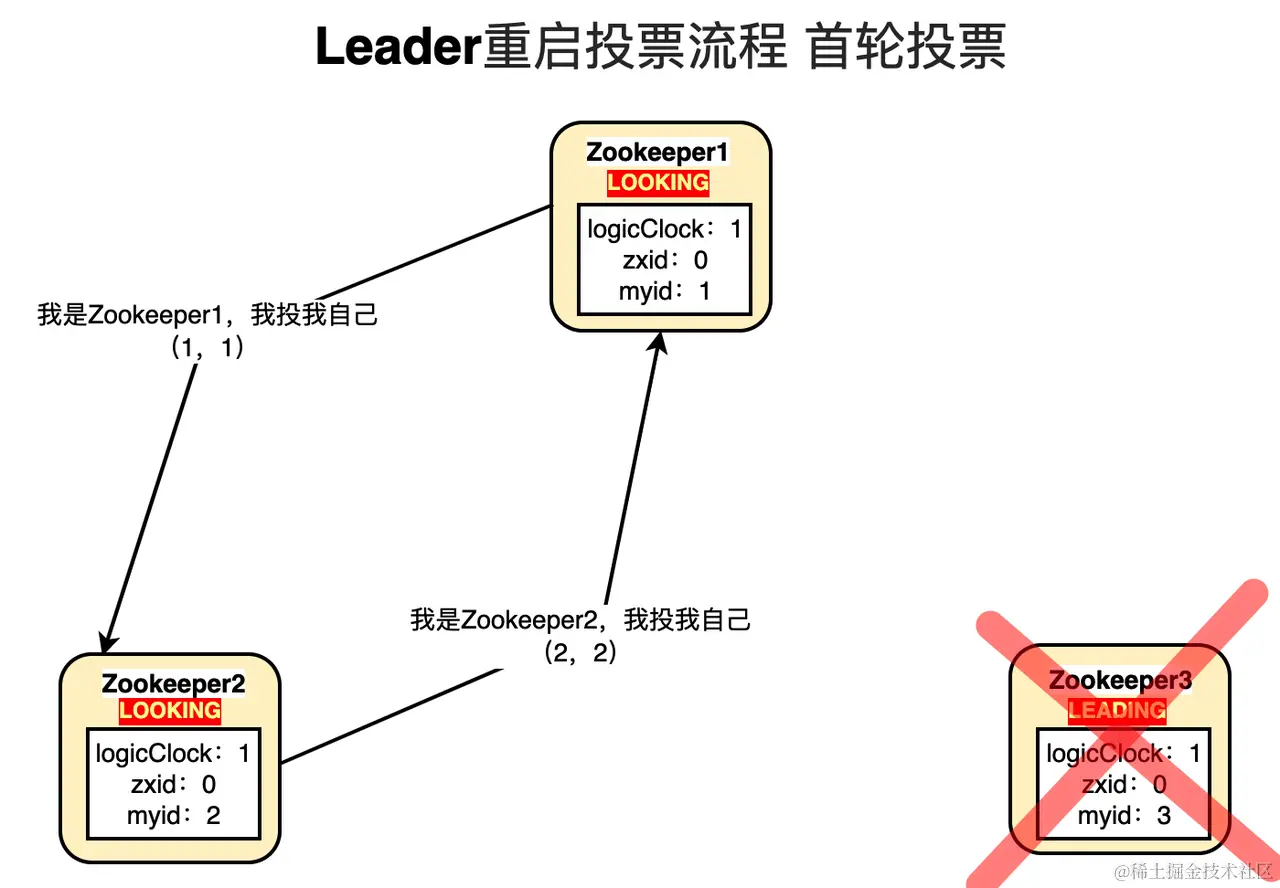 Leader重启投票流程 首轮投票
Zookeeper1
LOOKING
logicClock：1
zxid：0
myid：1
我是Zookeeper1，我投我自己
（1，1）
我是Zookeeper2，我投我自己
（2，2）
Zookeeper2
LOOKING
logicClock：1
zxid：0
myid：2
Zookeeper3
LEADING
logicClock：1
zxid：0
myid：3
@稀土掘金技术社区